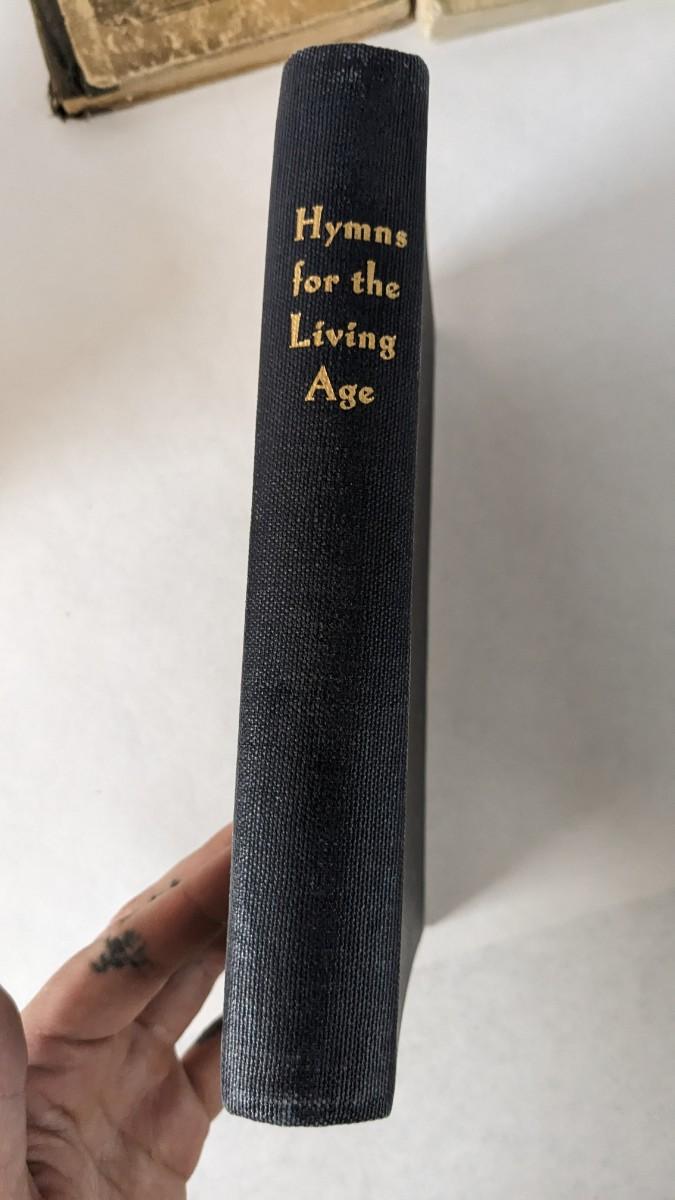 Hymns
for the
Living
Age